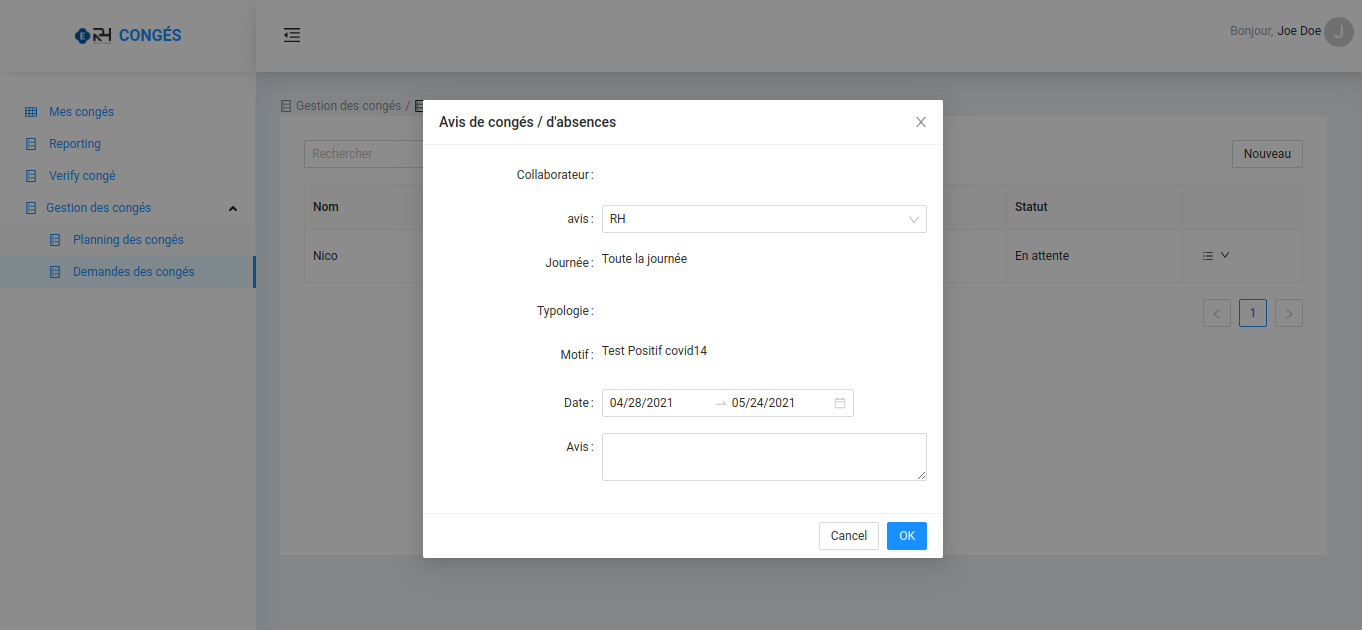 E RH CONGÉS
Bonjour, Joe Doe J
Mes congés
Reporting
Verify congé
Gestion des congés
Planning des congés
Demandes des congés
Gestion des congés /
Rechercher
Nouveau
Nom
Statut
Nico
En attente
1
Avis de congés / d'absences
Collaborateur :
avis : RH
Journée : Toute la journée
Typologie :
Motif : Test Positif covid14
Date : 04/28/2021 → 05/24/2021
Avis :
Cancel OK